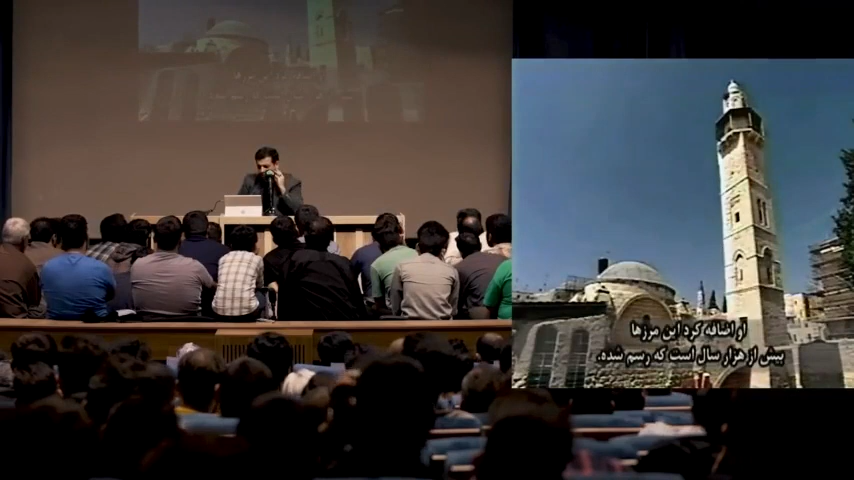 او اضافه کرد این مرزها
بیش از هزار سال است که رسم شده.